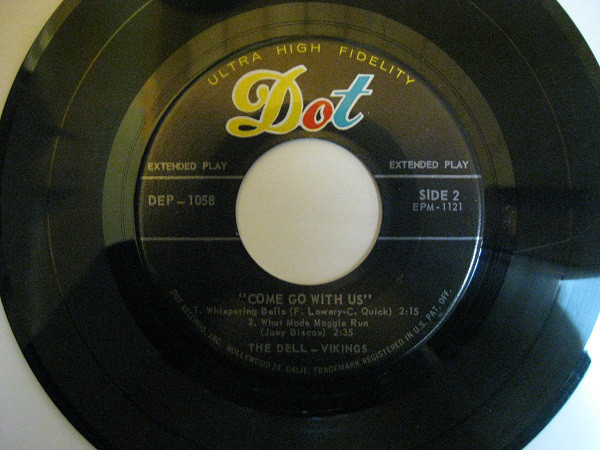 ULTRA HIGH FIDELITY
Dot
EXTENDED PLAY
EXTENDED PLAY
DEP-1058
SIDE 2
EPM-1121
"COME GO WITH US"
1. Whispering Bells (F. Lowery-C. Quick) 2:15
2. What Made Maggie Run
(Joey Biscoe) 2:35
THE DELL-VIKINGS
DOT RECORDS, INC. HOLLYWOOD 28, CALIF. TRADEMARK REGISTERED IN U.S. PAT. OFF.